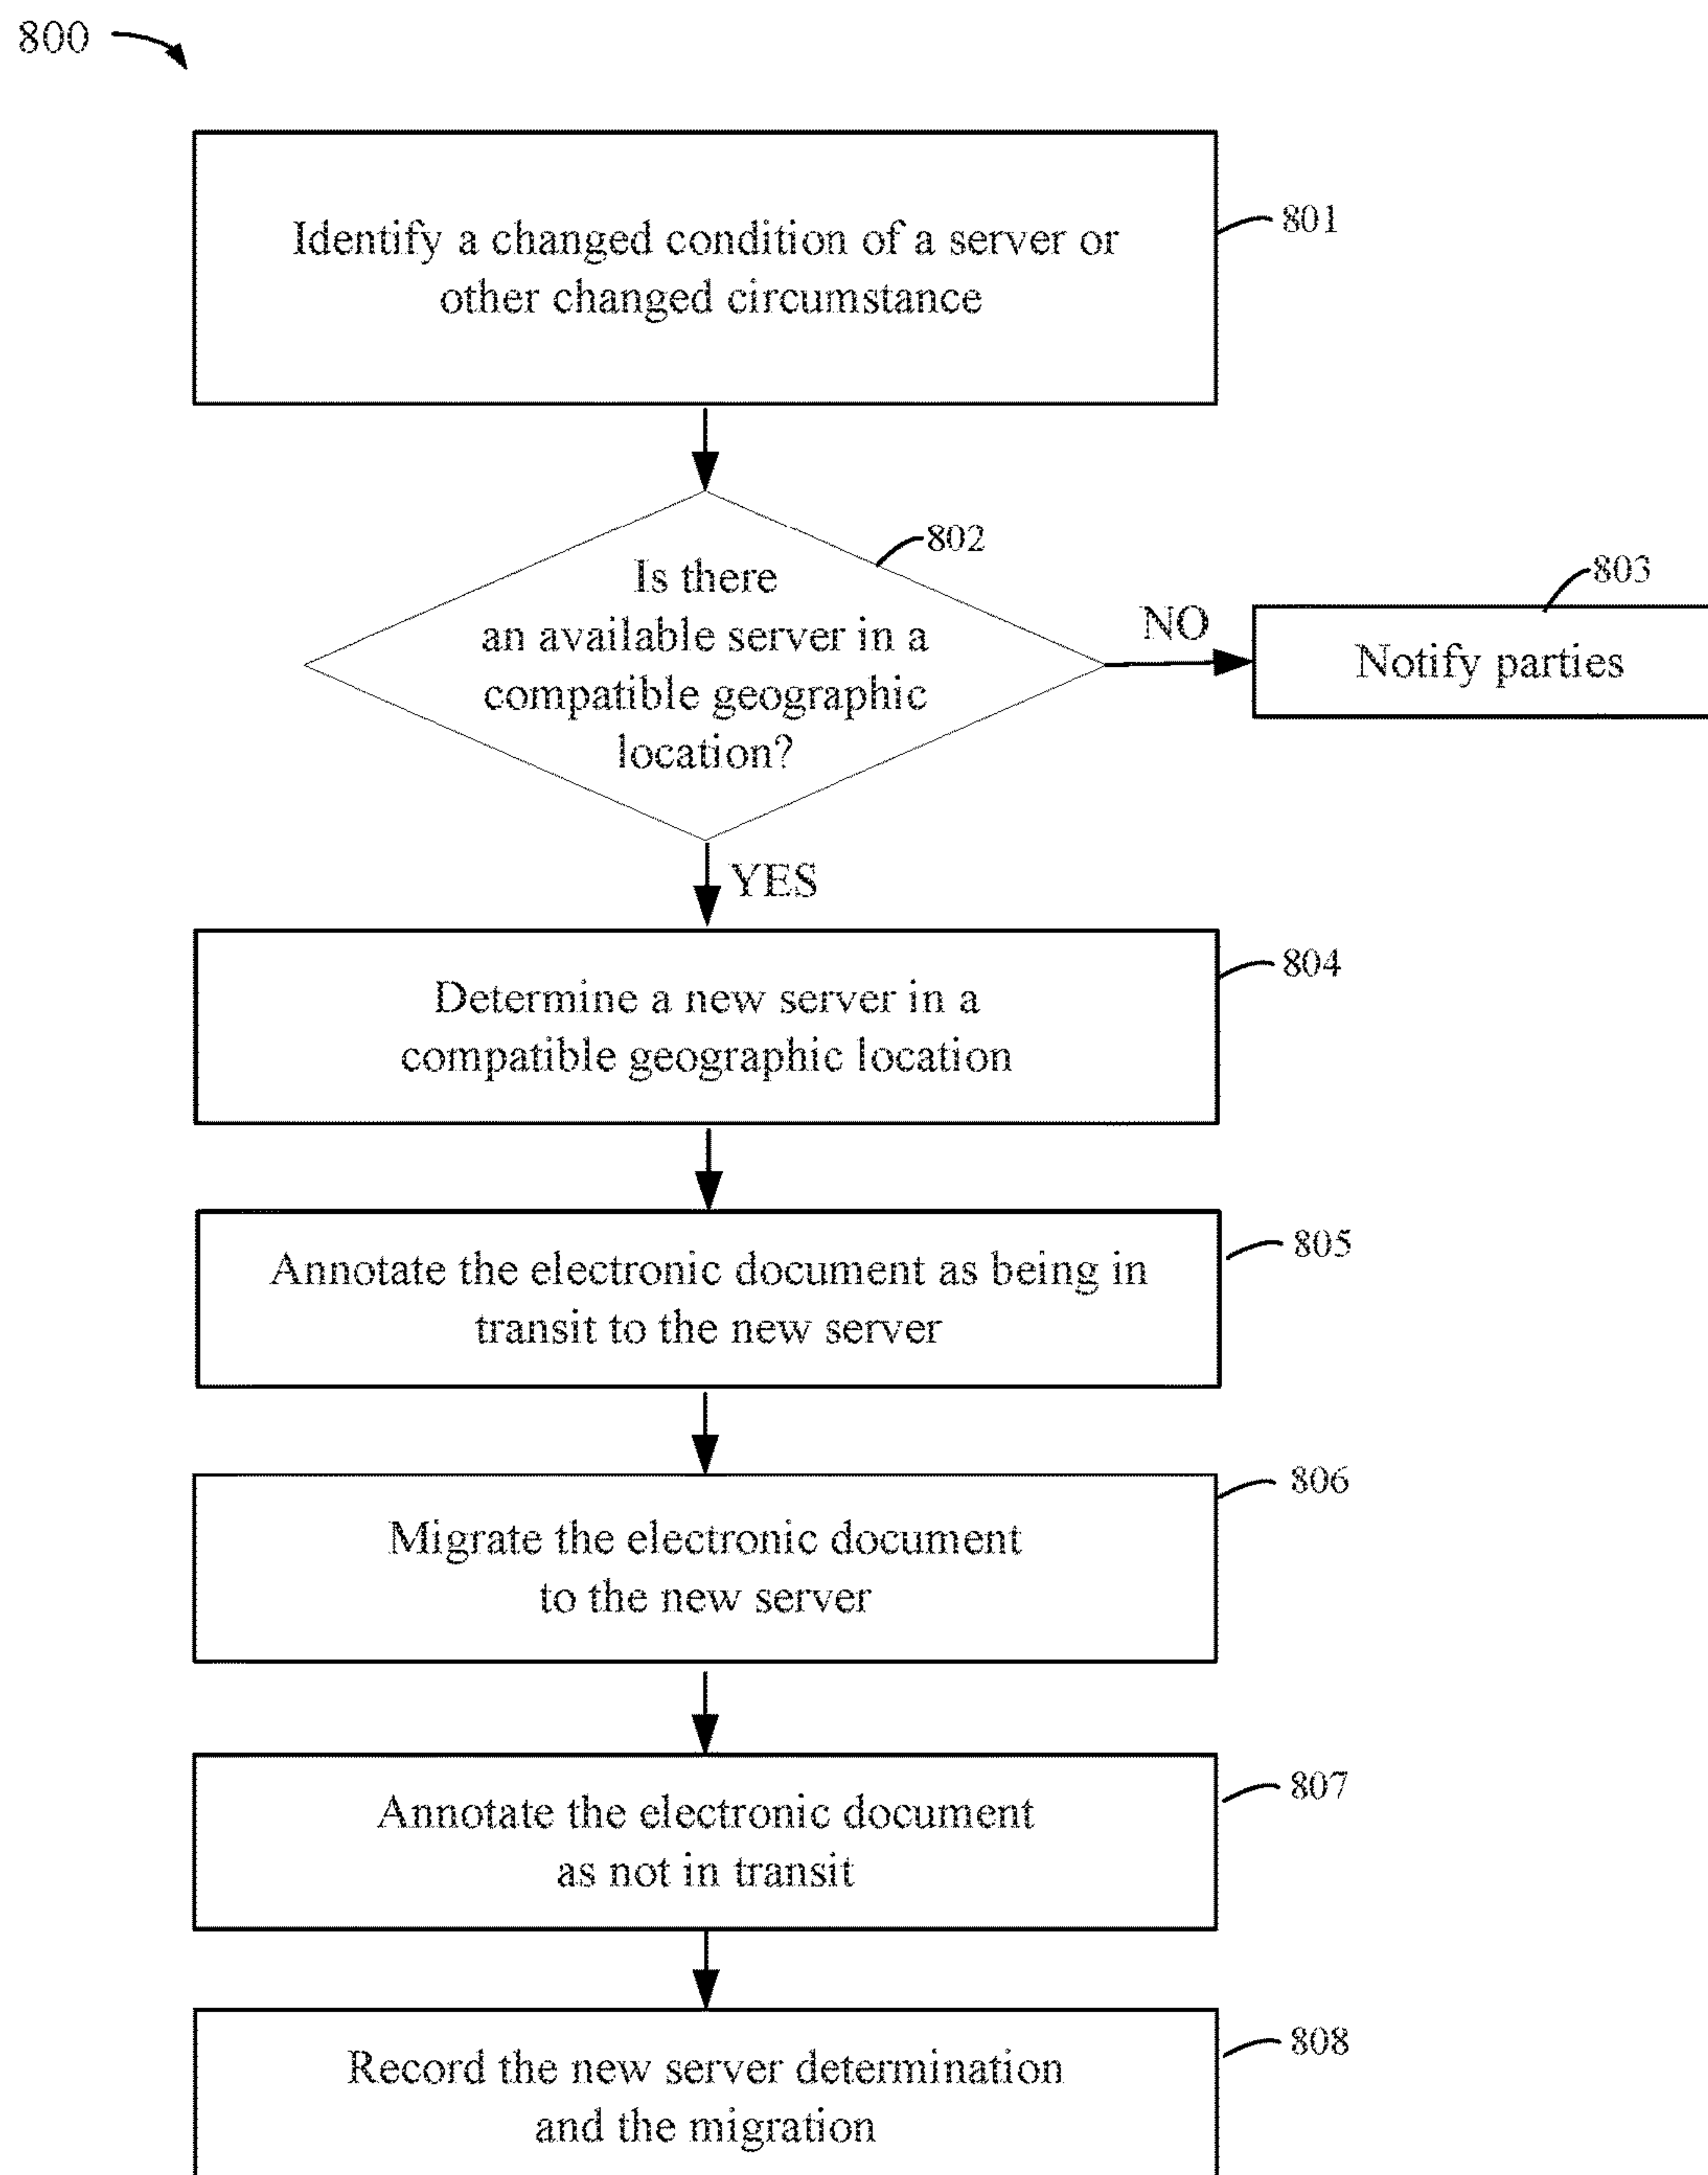 800
Identify a changed condition of a server or
other changed circumstance
801
802
Is there
an available server in a
compatible geographic
location?
NO
803
Notify parties
YES
804
Determine a new server in a
compatible geographic location
805
Annotate the electronic document as being in
transit to the new server
806
Migrate the electronic document
to the new server
807
Annotate the electronic document
as not in transit
808
Record the new server determination
and the migration